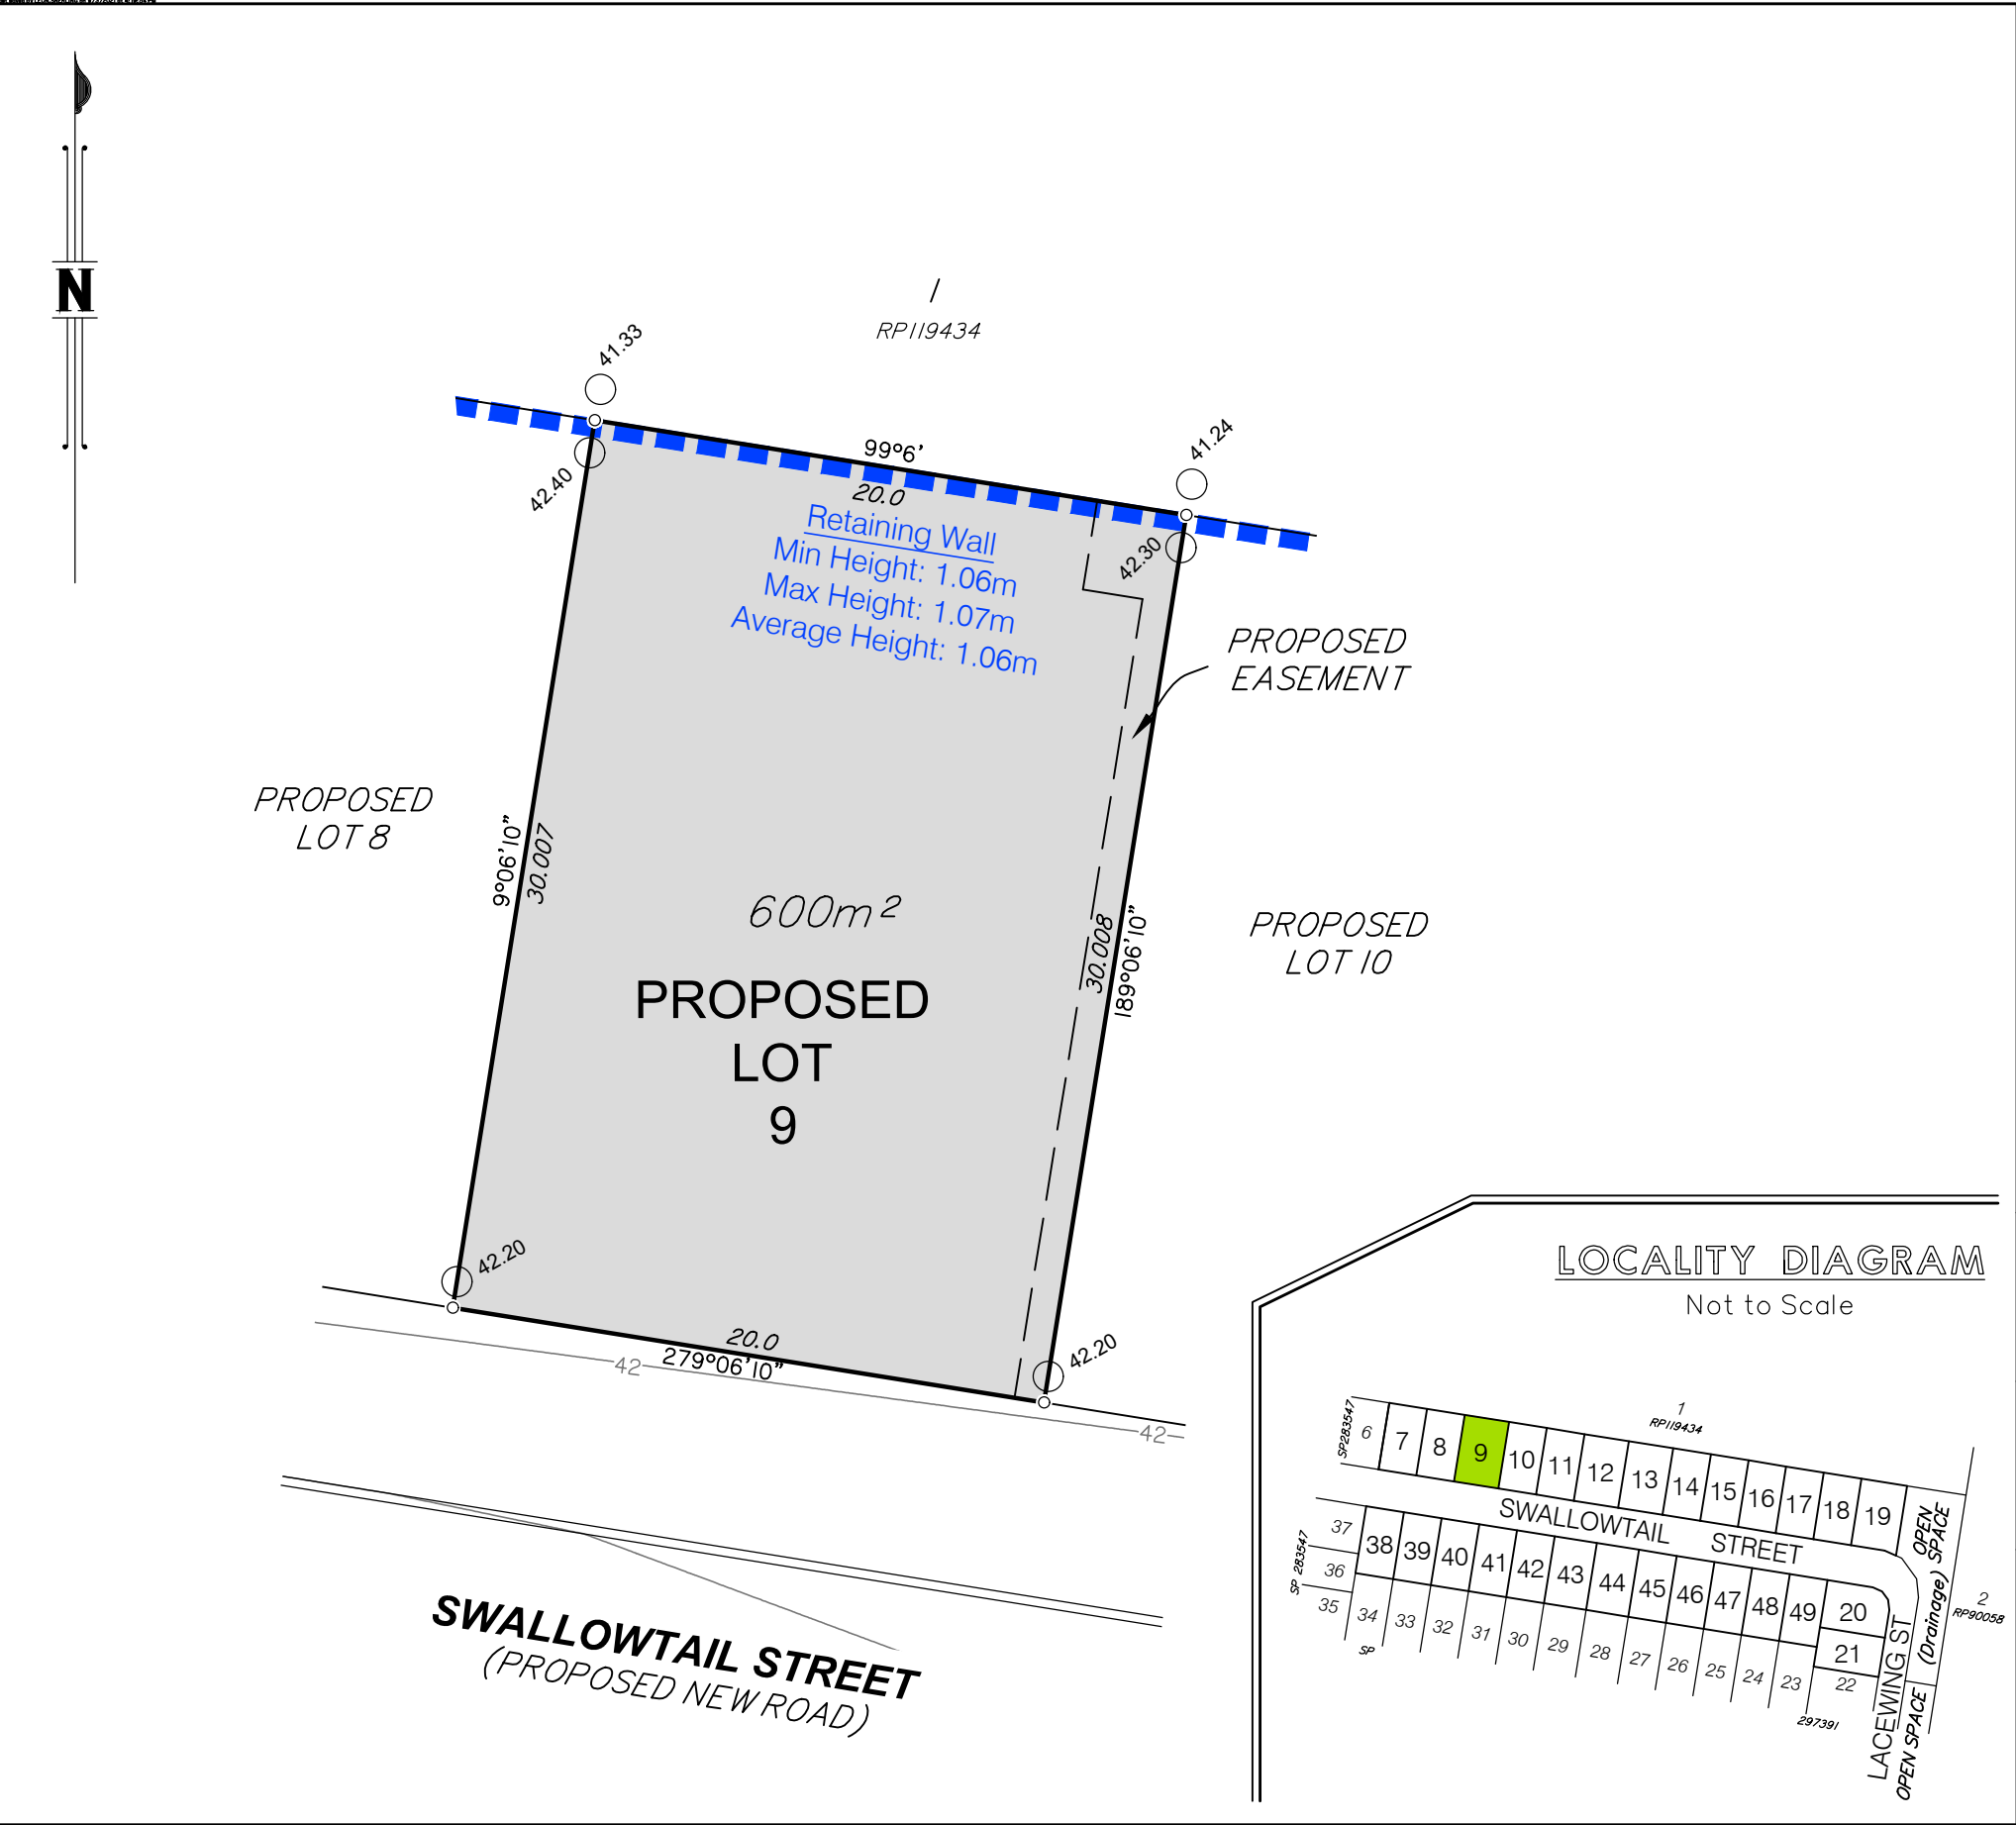 N
1
RP119434
41.33
42.40
99°6'
20.0
41.24
42.30
Retaining Wall
Min Height: 1.06m
Max Height: 1.07m
Average Height: 1.06m
PROPOSED
EASEMENT
PROPOSED
LOT 8
9°06'10"
30.007
600m²
PROPOSED
LOT
9
30.008
189°06'10"
PROPOSED
LOT 10
42.20
42.20
20.0
279°06'10"
42
42
SWALLOWTAIL STREET
(PROPOSED NEW ROAD)
LOCALITY DIAGRAM
Not to Scale
1
RP119434
SP283547
6 7 8 9 10 11 12 13 14 15 16 17 18 19
SWALLOWTAIL STREET
OPEN SPACE
(Drainage)
2
RP90058
SP 283547
37
36
35
38 39 40 41 42 43 44 45 46 47 48 49 20
21
34 33 32 31 30 29 28 27 26 25 24 23 22
SP
297391
LACEWING ST
OPEN SPACE